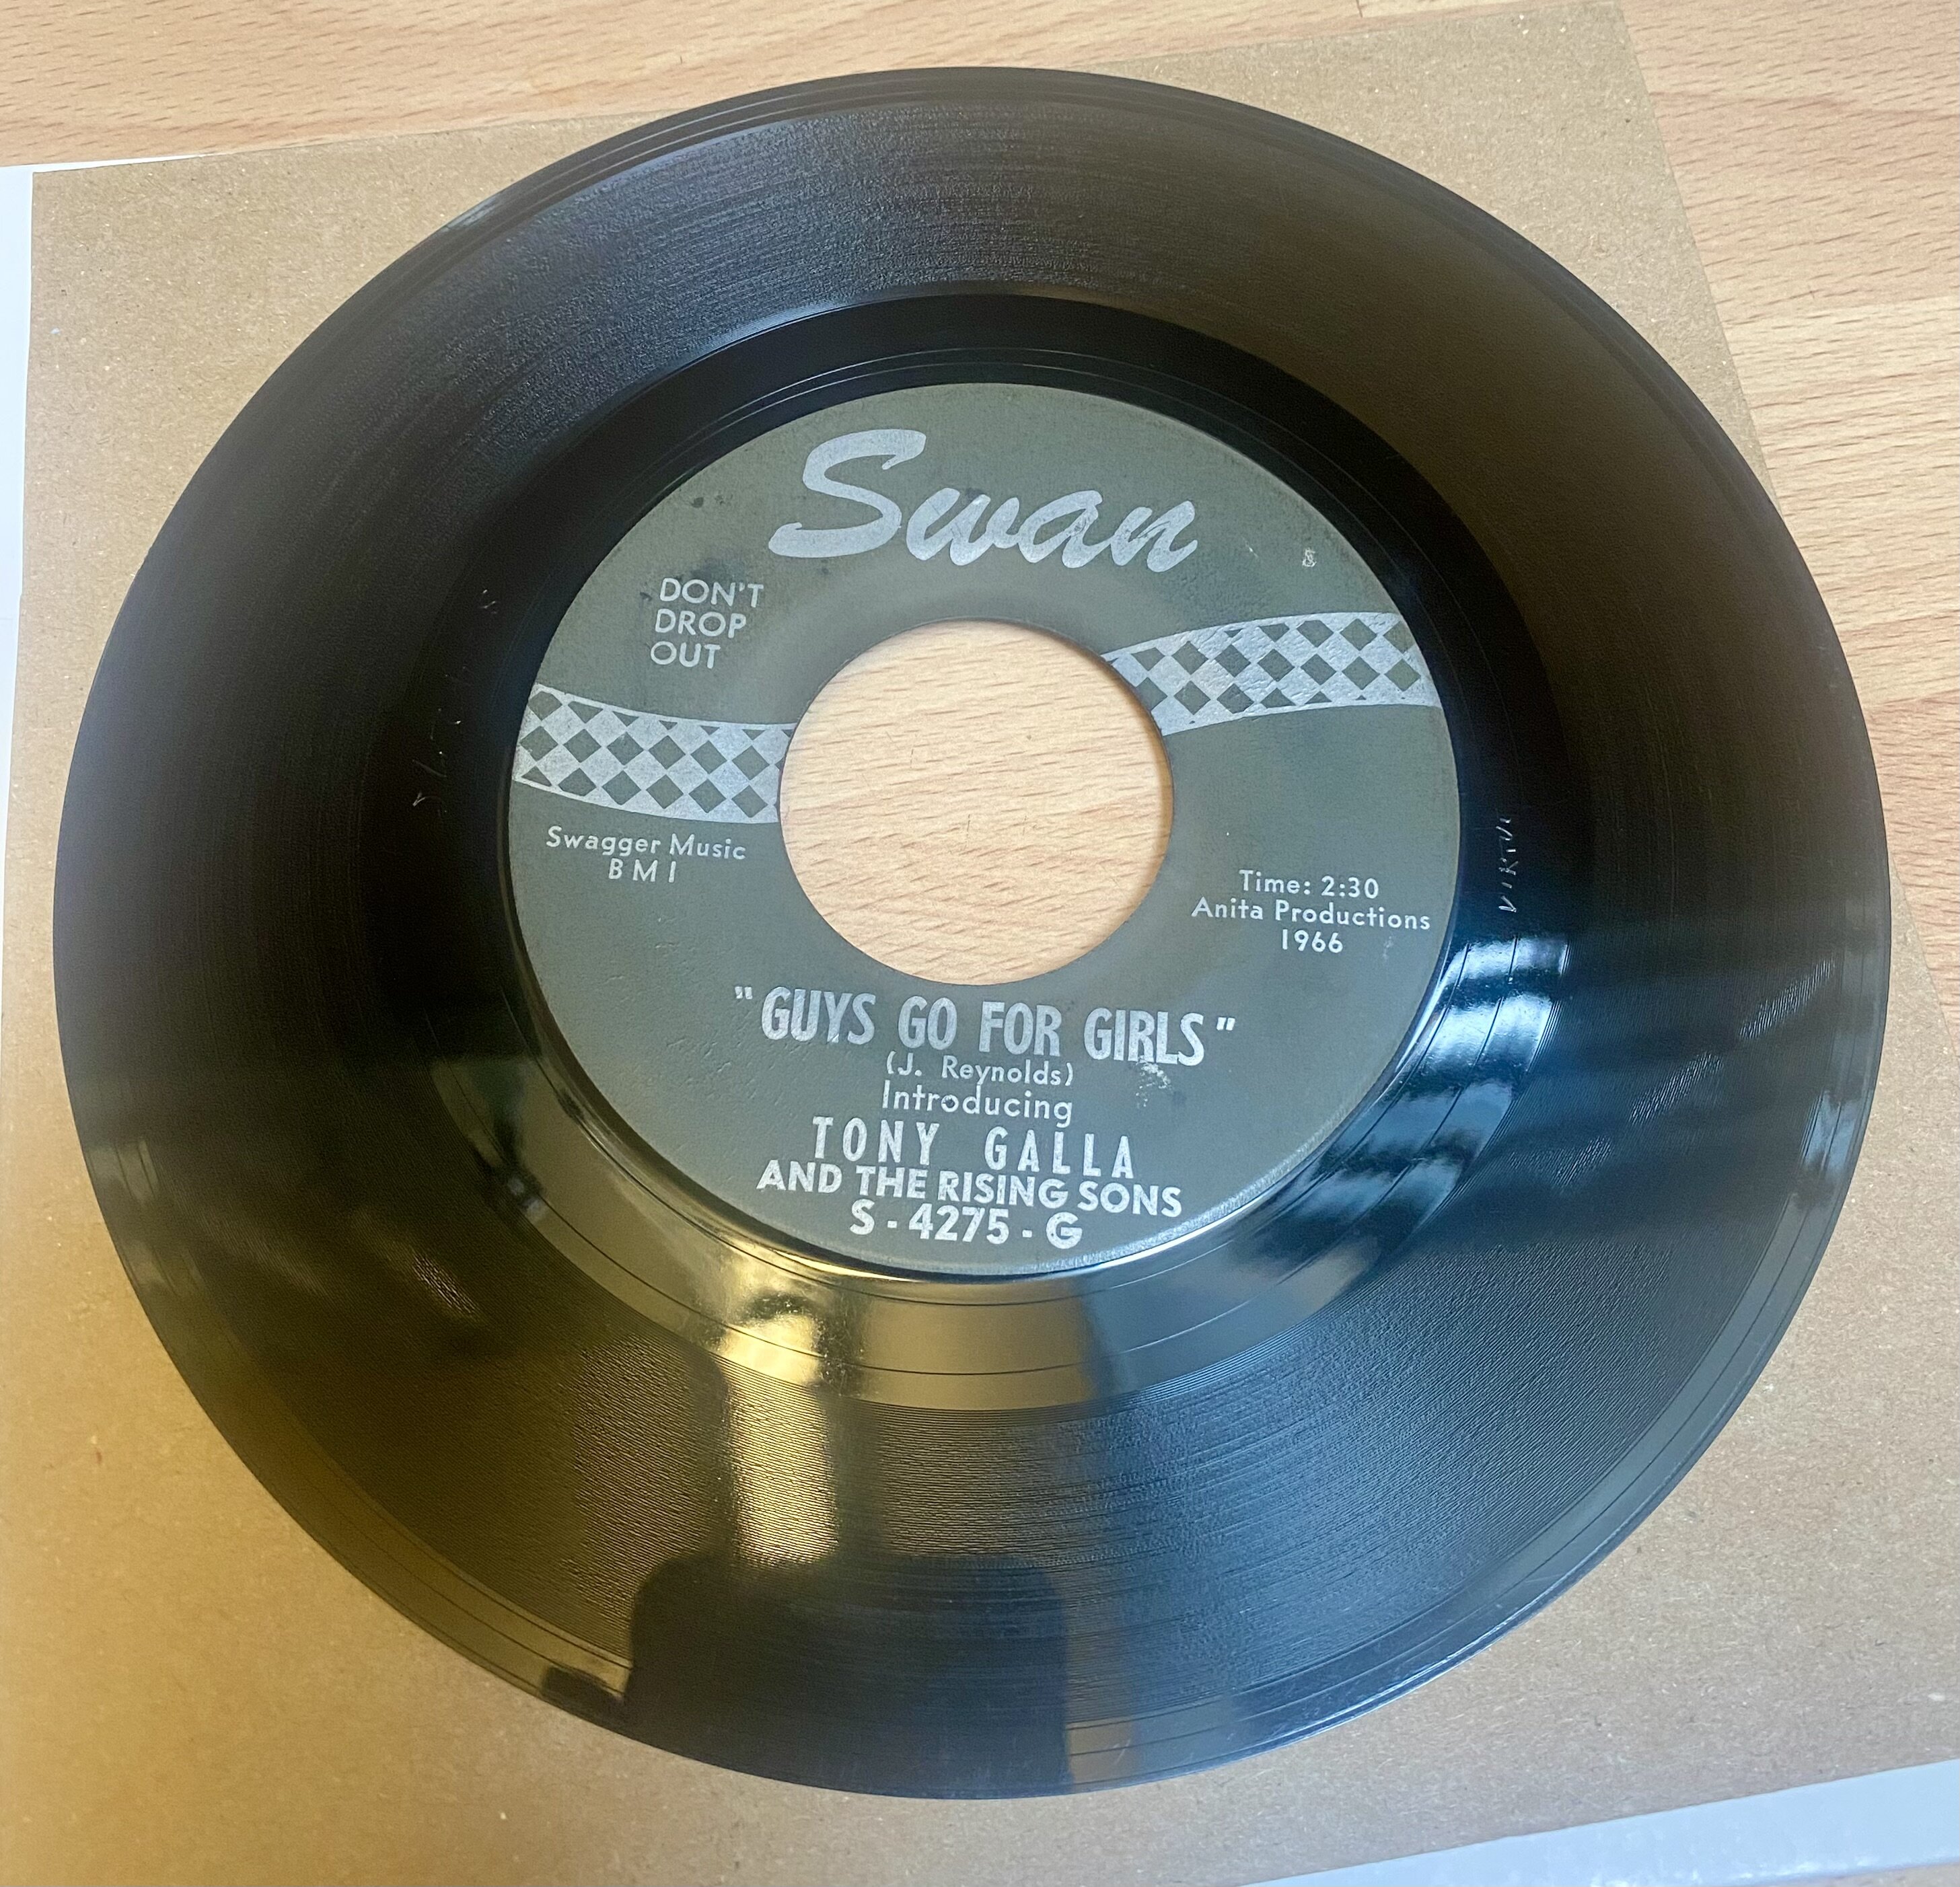 Swan
DON'T
DROP
OUT
Swagger Music
BMI
Time: 2:30
Anita Productions
1966
"GUYS GO FOR GIRLS"
(J. Reynolds)
Introducing
TONY GALLA
AND THE RISING SONS
S-4275-G